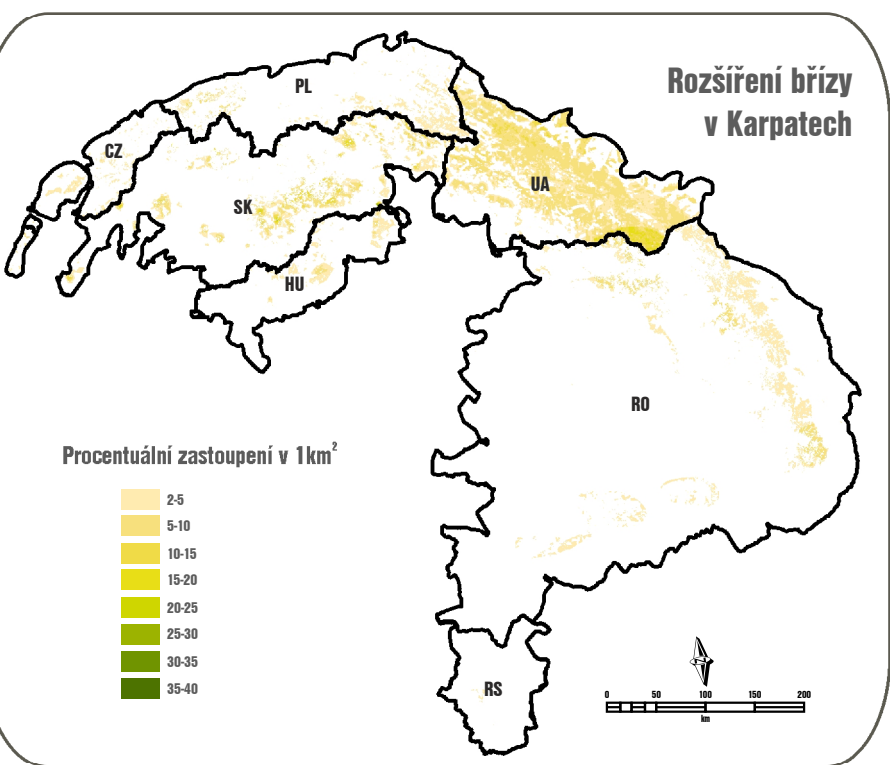 Rozšíření břízy
v Karpatech
PL
CZ
UA
SK
HU
RO
Procentuální zastoupení v 1km²
2-5
5-10
10-15
15-20
20-25
25-30
30-35
35-40
RS
0 50 100 150 200
km